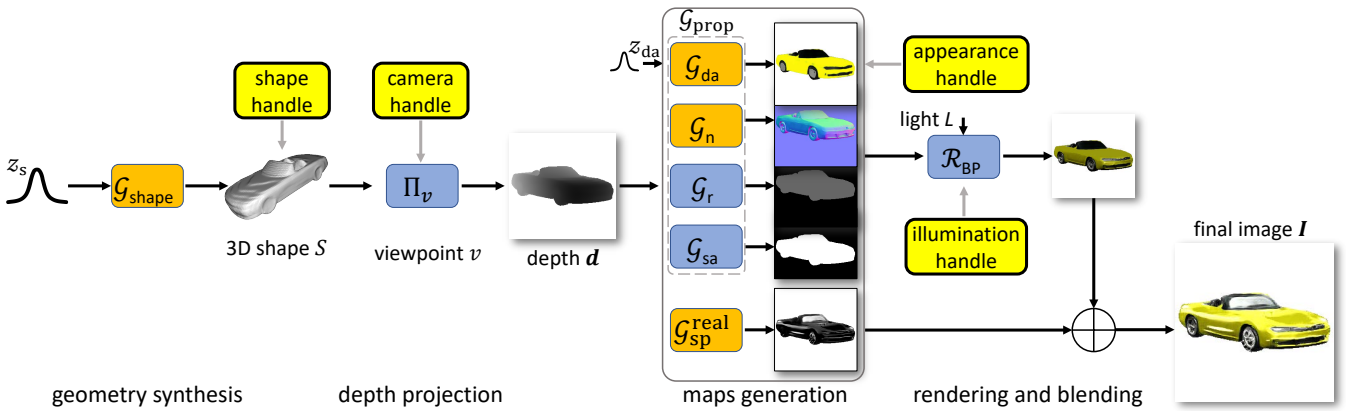 z_s
𝒢_shape
shape
handle
3D shape S
camera
handle
Π_v
viewpoint v
depth d
𝒢_prop
z_da
𝒢_da
𝒢_n
𝒢_r
𝒢_sa
𝒢_sp^real
appearance
handle
light L
ℛ_BP
illumination
handle
final image I
geometry synthesis
depth projection
maps generation
rendering and blending